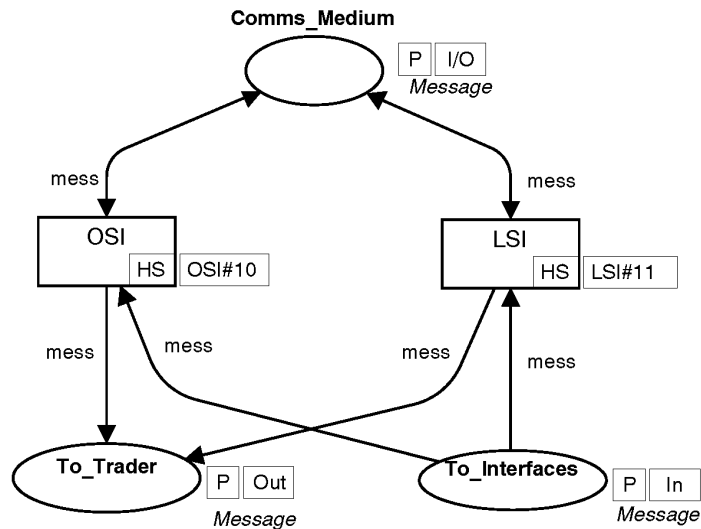 Comms_Medium
P I/O
Message
mess
mess
OSI
HS OSI#10
LSI
HS LSI#11
mess
mess
mess
mess
To_Trader
P Out
Message
To_Interfaces
P In
Message